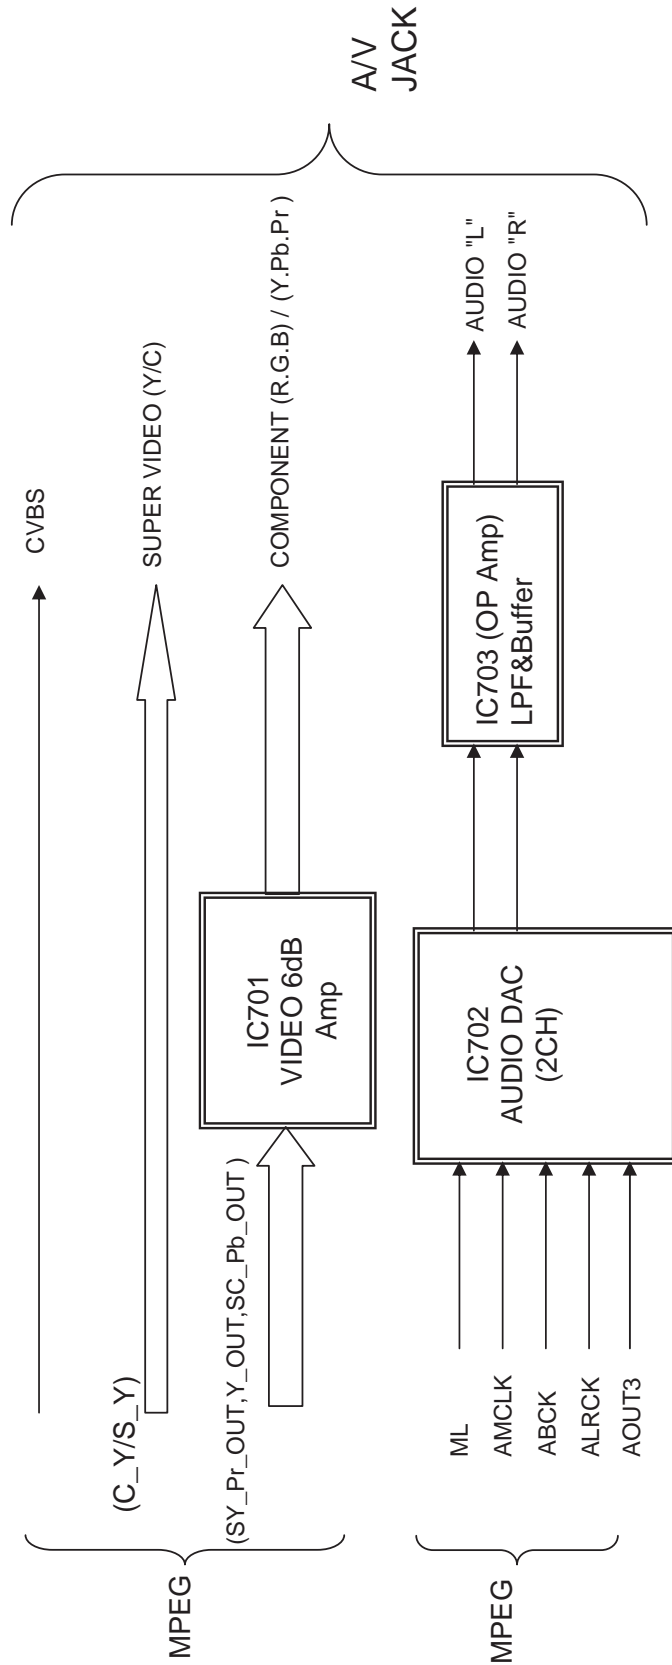 MPEG
(C_Y/S_Y)
(SY_Pr_OUT,Y_OUT,SC_Pb_OUT )
CVBS
SUPER VIDEO (Y/C)
IC701
VIDEO 6dB
Amp
COMPONENT (R.G.B) / (Y.Pb.Pr )
MPEG
ML
AMCLK
ABCK
ALRCK
AOUT3
IC702
AUDIO DAC
(2CH)
IC703 (OP Amp)
LPF&Buffer
AUDIO "L"
AUDIO "R"
A/V
JACK